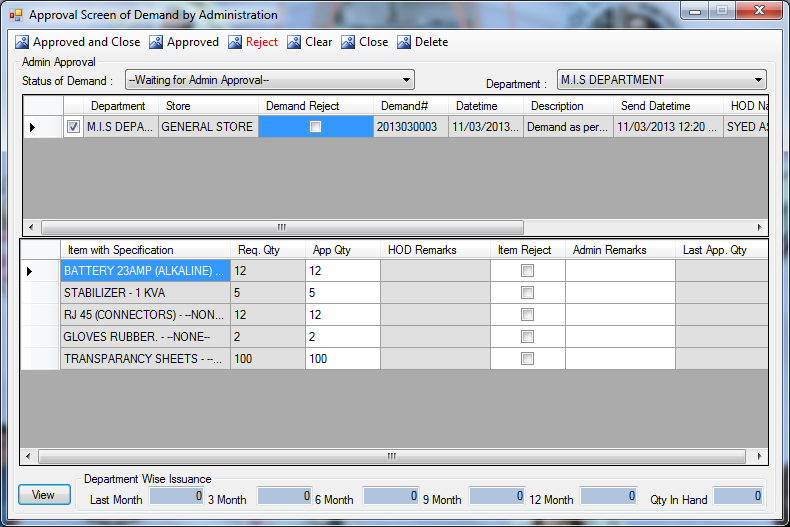 Approval Screen of Demand by Administration
Approved and Close Approved Reject Clear Close Delete
Admin Approval
Status of Demand : --Waiting for Admin Approval-- Department : M.I.S DEPARTMENT
Department Store Demand Reject Demand# Datetime Description Send Datetime HOD Na
M.I.S DEPA... GENERAL STORE 2013030003 11/03/2013... Demand as per... 11/03/2013 12:20 ... SYED AS
Item with Specification Req. Qty App Qty HOD Remarks Item Reject Admin Remarks Last App. Qty
BATTERY 23AMP (ALKALINE) ... 12 12
STABILIZER - 1 KVA 5 5
RJ 45 (CONNECTORS) - --NON... 12 12
GLOVES RUBBER. - --NONE-- 2 2
TRANSPARANCY SHEETS - --... 100 100
Department Wise Issuance
View Last Month 0 3 Month 0 6 Month 0 9 Month 0 12 Month 0 Qty In Hand 0